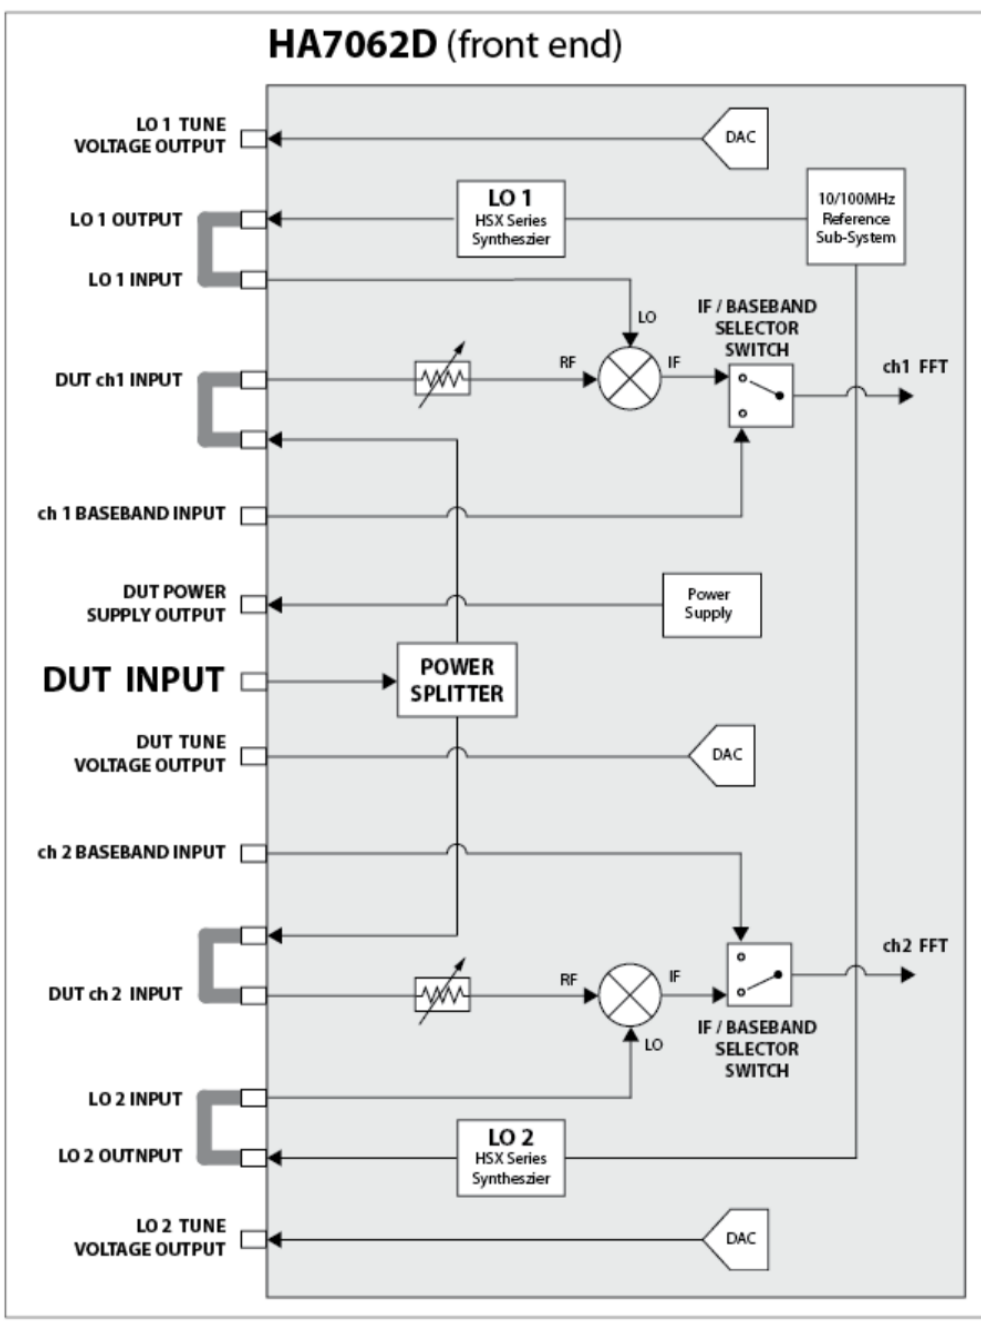 HA7062D (front end)
LO 1 TUNE
VOLTAGE OUTPUT
DAC
LO 1 OUTPUT
LO 1
HSX Series
Syntheszier
10/100MHz
Reference
Sub-System
LO 1 INPUT
LO
IF / BASEBAND
SELECTOR
SWITCH
DUT ch1 INPUT
RF
IF
ch1 FFT
ch 1 BASEBAND INPUT
DUT POWER
SUPPLY OUTPUT
Power
Supply
DUT INPUT
POWER
SPLITTER
DUT TUNE
VOLTAGE OUTPUT
DAC
ch 2 BASEBAND INPUT
ch2 FFT
DUT ch 2 INPUT
RF
IF
LO
IF / BASEBAND
SELECTOR
SWITCH
LO 2 INPUT
LO 2 OUTNPUT
LO 2
HSX Series
Syntheszier
LO 2 TUNE
VOLTAGE OUTPUT
DAC